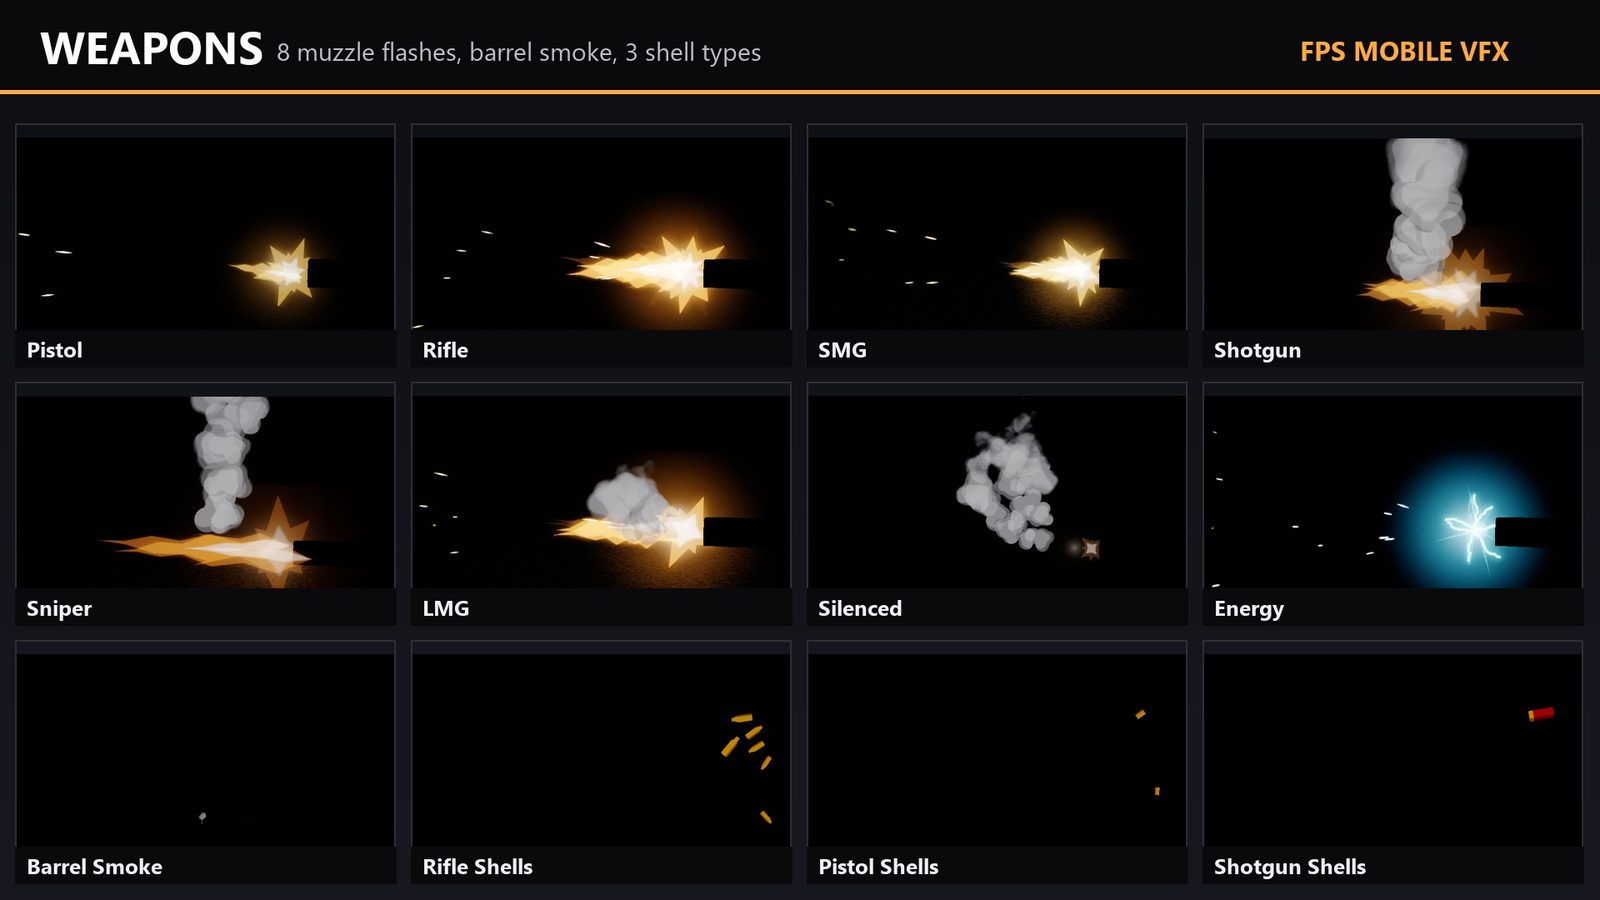 WEAPONS 8 muzzle flashes, barrel smoke, 3 shell types
FPS MOBILE VFX
Pistol
Rifle
SMG
Shotgun
Sniper
LMG
Silenced
Energy
Barrel Smoke
Rifle Shells
Pistol Shells
Shotgun Shells